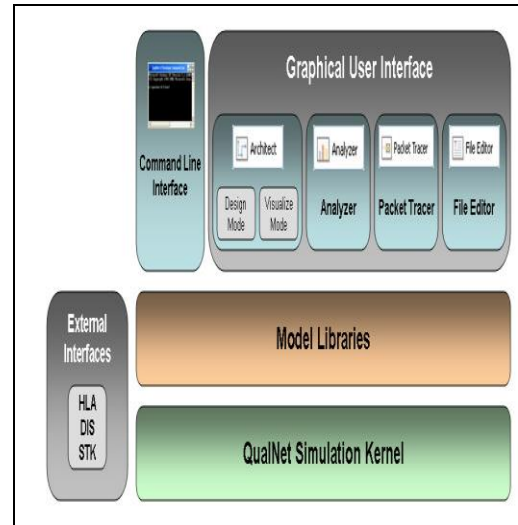 Graphical User Interface
Command Line
Interface
Architect
Design
Mode
Visualize
Mode
Analyzer
Analyzer
Packet Tracer
Packet Tracer
File Editor
File Editor
External
Interfaces
HLA
DIS
STK
Model Libraries
QualNet Simulation Kernel